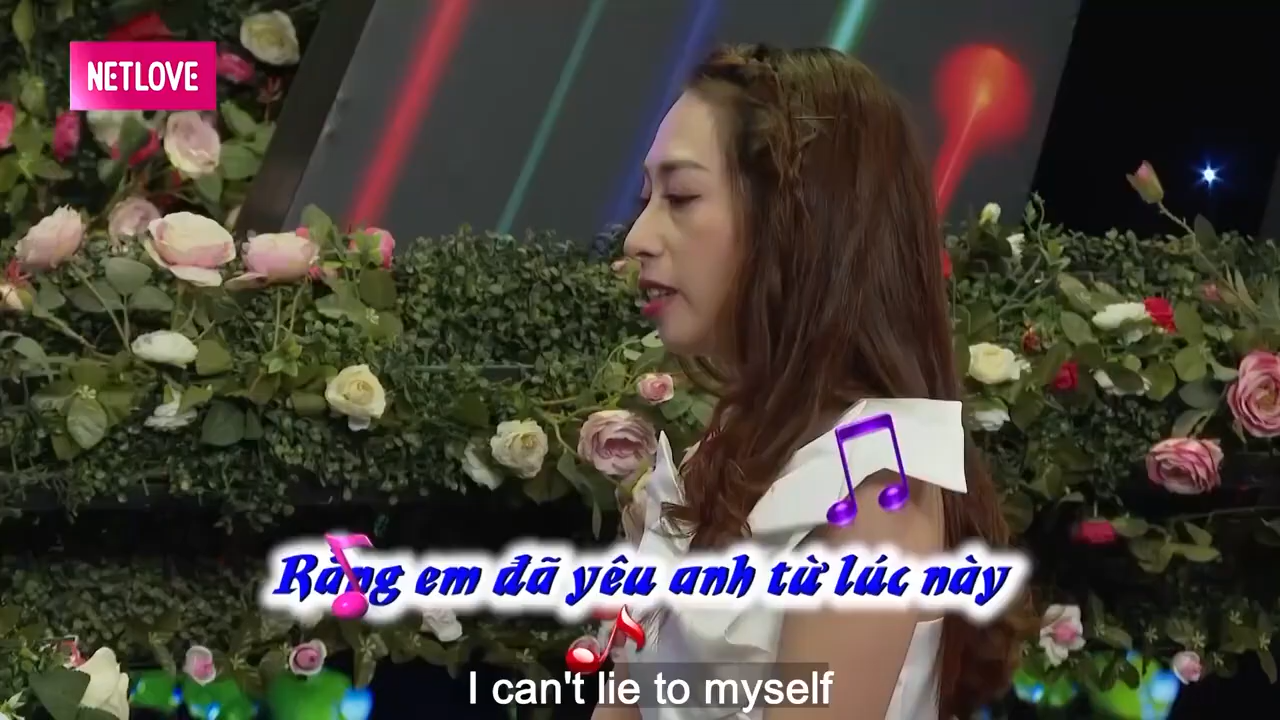 NETLOVE
Rằng em đã yêu anh từ lúc này
I can't lie to myself